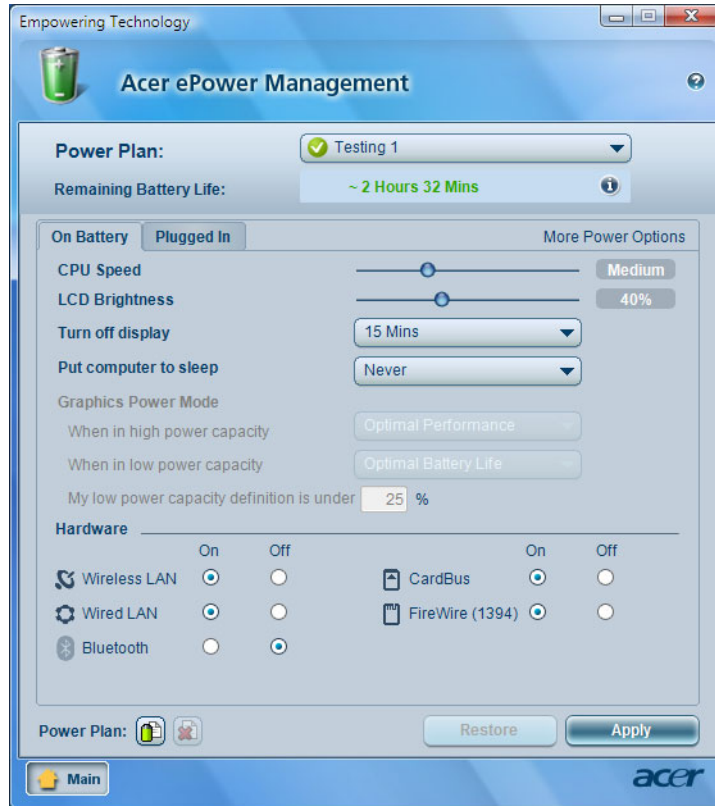 Empowering Technology
Acer ePower Management
Power Plan: Testing 1
Remaining Battery Life: ~ 2 Hours 32 Mins
On Battery Plugged In More Power Options
CPU Speed Medium
LCD Brightness 40%
Turn off display 15 Mins
Put computer to sleep Never
Graphics Power Mode
When in high power capacity Optimal Performance
When in low power capacity Optimal Battery Life
My low power capacity definition is under 25 %
Hardware
On Off On Off
Wireless LAN CardBus
Wired LAN FireWire (1394)
Bluetooth
Power Plan: Restore Apply
Main acer